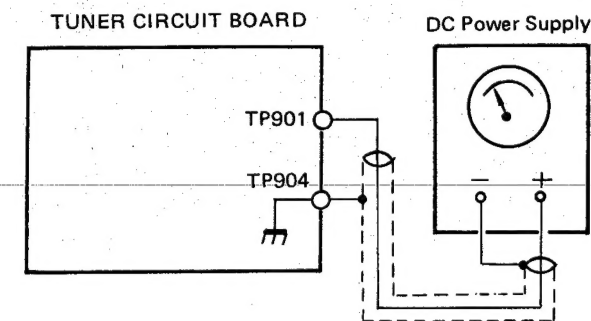 TUNER CIRCUIT BOARD
DC Power Supply
TP901
TP904
− +